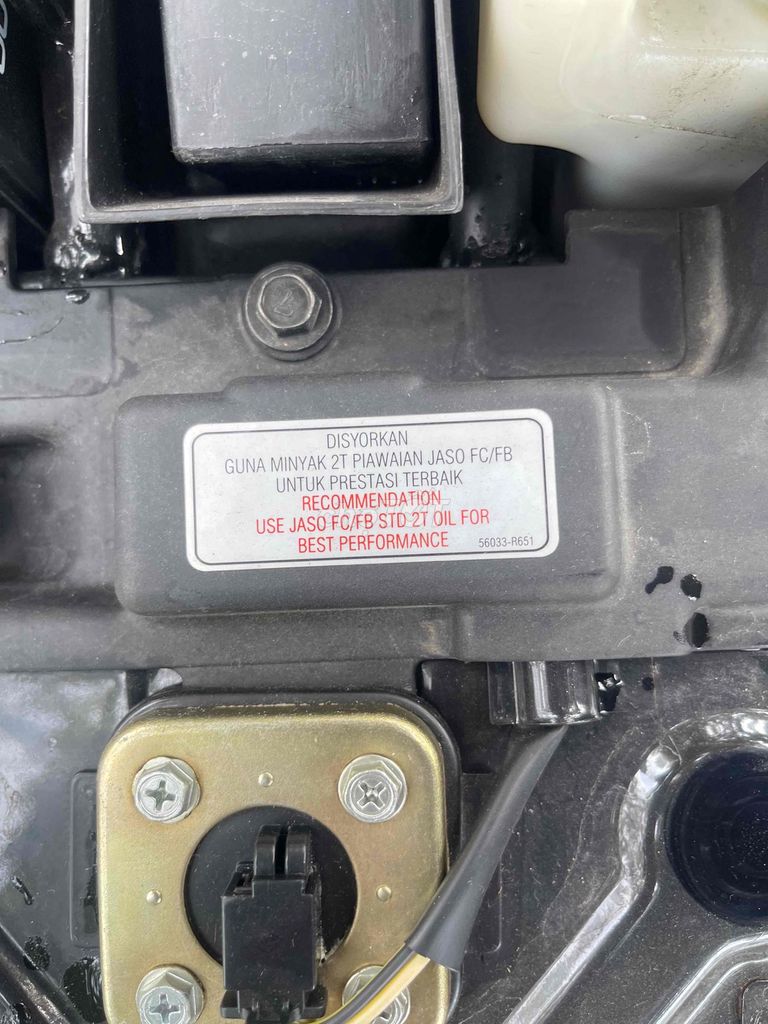 DISYORKAN
GUNA MINYAK 2T PIAWAIAN JASO FC/FB
UNTUK PRESTASI TERBAIK
RECOMMENDATION
USE JASO FC/FB STD 2T OIL FOR
BEST PERFORMANCE
56033-R651